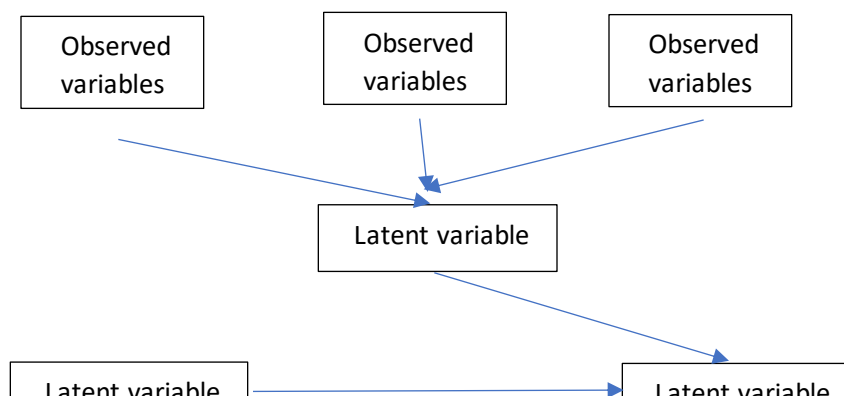 Observed
variables
Observed
variables
Observed
variables
Latent variable
Latent variable
Latent variable